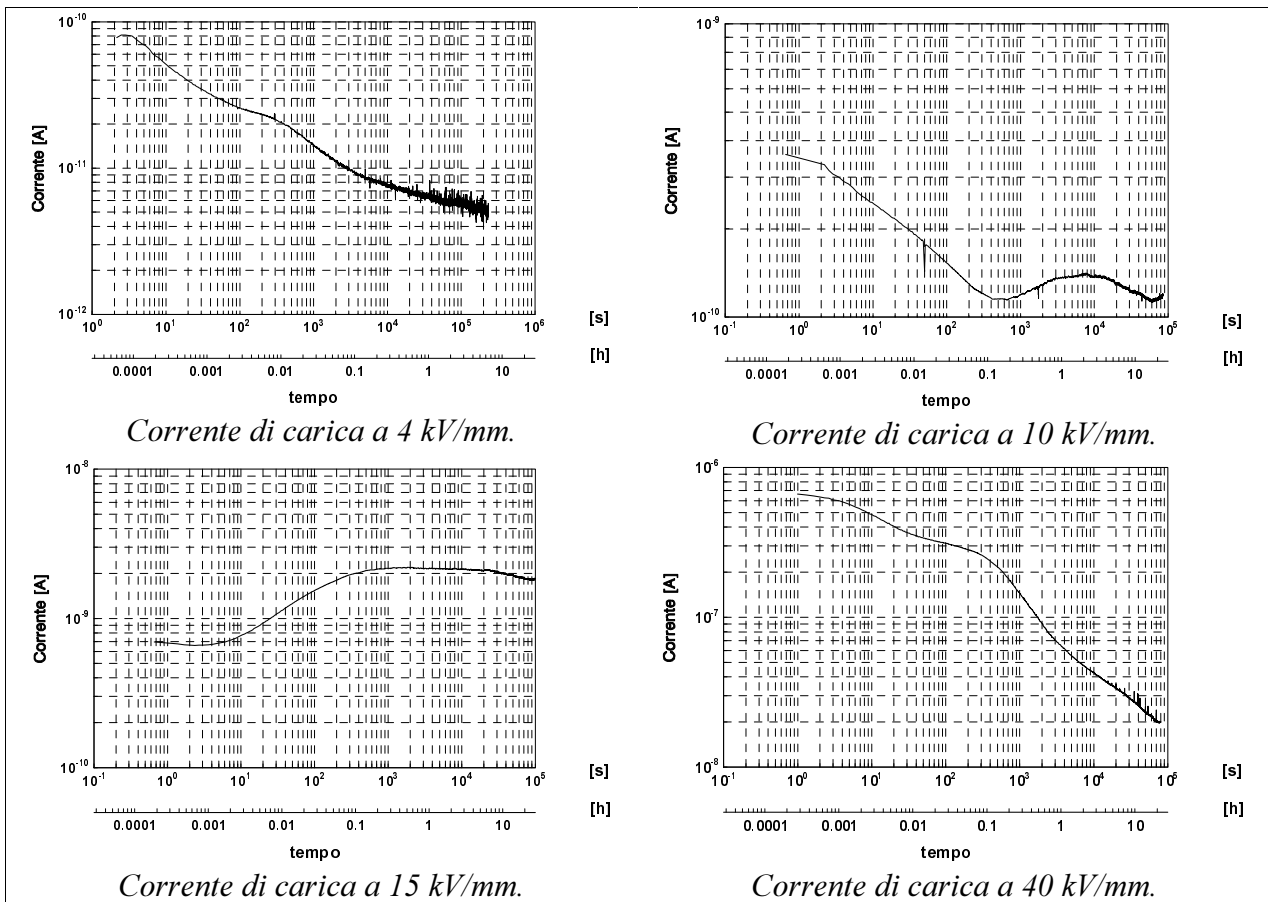 10⁻¹⁰
10⁻¹¹
10⁻¹²
Corrente [A]
10⁰ 10¹ 10² 10³ 10⁴ 10⁵ 10⁶ [s]
[h]
0.0001 0.001 0.01 0.1 1 10
tempo
Corrente di carica a 4 kV/mm.
10⁻⁹
10⁻¹⁰
Corrente [A]
10⁻¹ 10⁰ 10¹ 10² 10³ 10⁴ 10⁵ [s]
[h]
0.0001 0.001 0.01 0.1 1 10
tempo
Corrente di carica a 10 kV/mm.
10⁻⁸
10⁻⁹
10⁻¹⁰
Corrente [A]
10⁻¹ 10⁰ 10¹ 10² 10³ 10⁴ 10⁵ [s]
[h]
0.0001 0.001 0.01 0.1 1 10
tempo
Corrente di carica a 15 kV/mm.
10⁻⁶
10⁻⁷
10⁻⁸
Corrente [A]
10⁻¹ 10⁰ 10¹ 10² 10³ 10⁴ 10⁵ [s]
[h]
0.0001 0.001 0.01 0.1 1 10
tempo
Corrente di carica a 40 kV/mm.